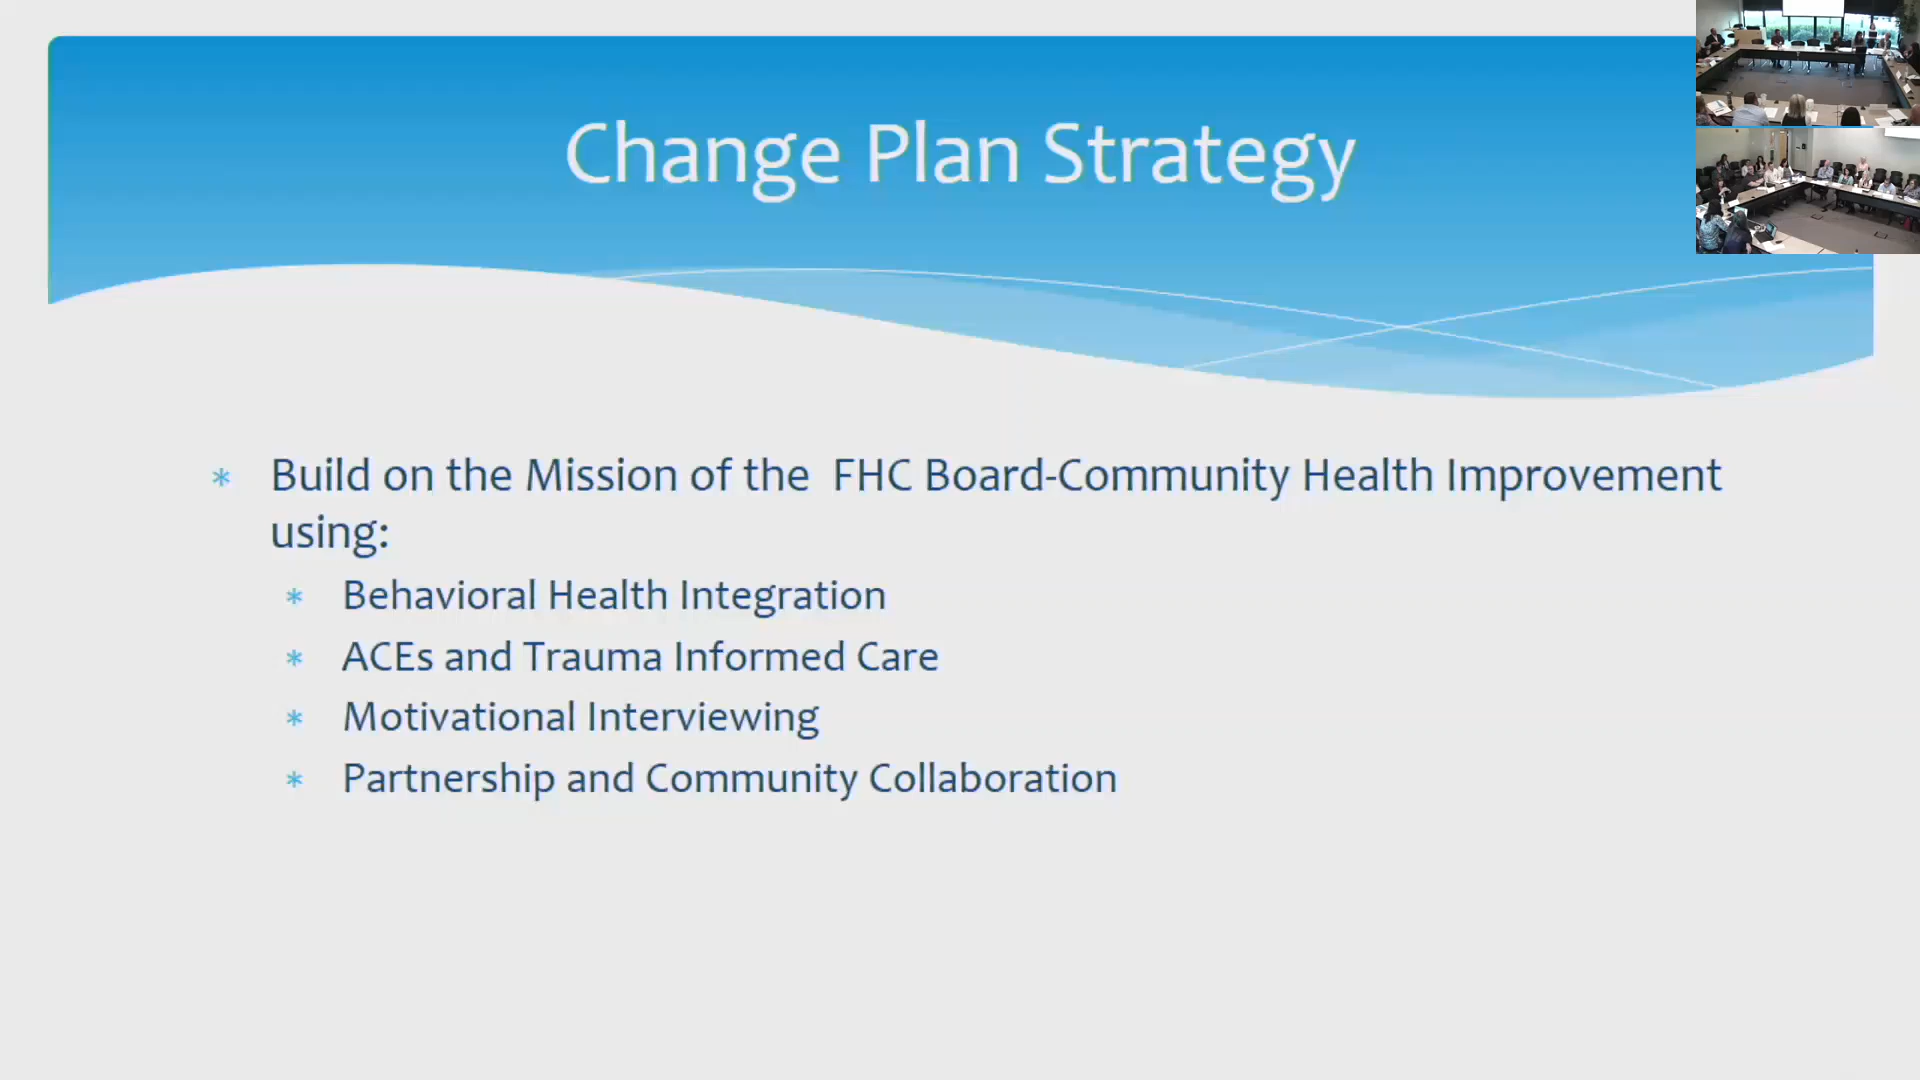 Change Plan Strategy
* Build on the Mission of the FHC Board-Community Health Improvement
using:
* Behavioral Health Integration
* ACEs and Trauma Informed Care
* Motivational Interviewing
* Partnership and Community Collaboration